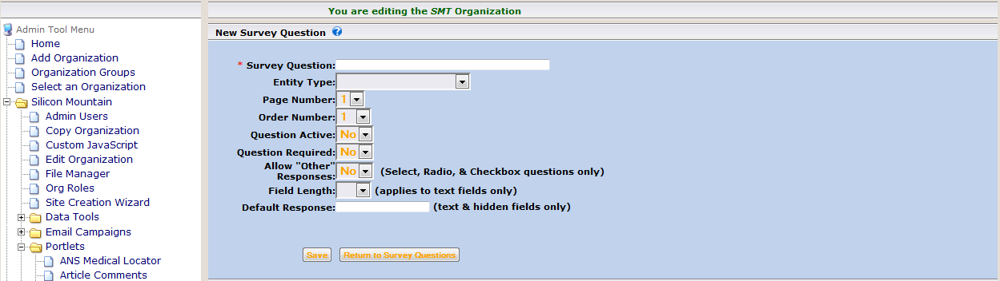 You are editing the SMT Organization
Admin Tool Menu
Home
Add Organization
Organization Groups
Select an Organization
Silicon Mountain
Admin Users
Copy Organization
Custom JavaScript
Edit Organization
File Manager
Org Roles
Site Creation Wizard
Data Tools
Email Campaigns
Portlets
ANS Medical Locator
Article Comments
New Survey Question ?
* Survey Question:
Entity Type:
Page Number: 1
Order Number: 1
Question Active: No
Question Required: No
Allow "Other"
Responses: No (Select, Radio, & Checkbox questions only)
Field Length: (applies to text fields only)
Default Response: (text & hidden fields only)
Save Return to Survey Questions